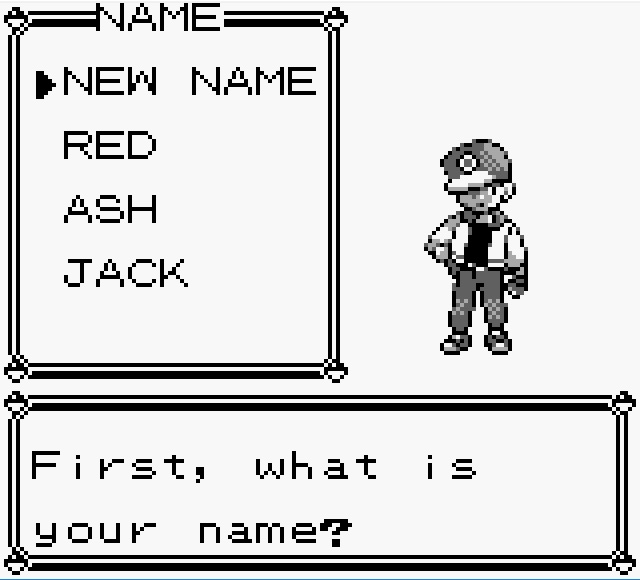 NAME
NEW NAME
RED
ASH
JACK
First, what is
your name?